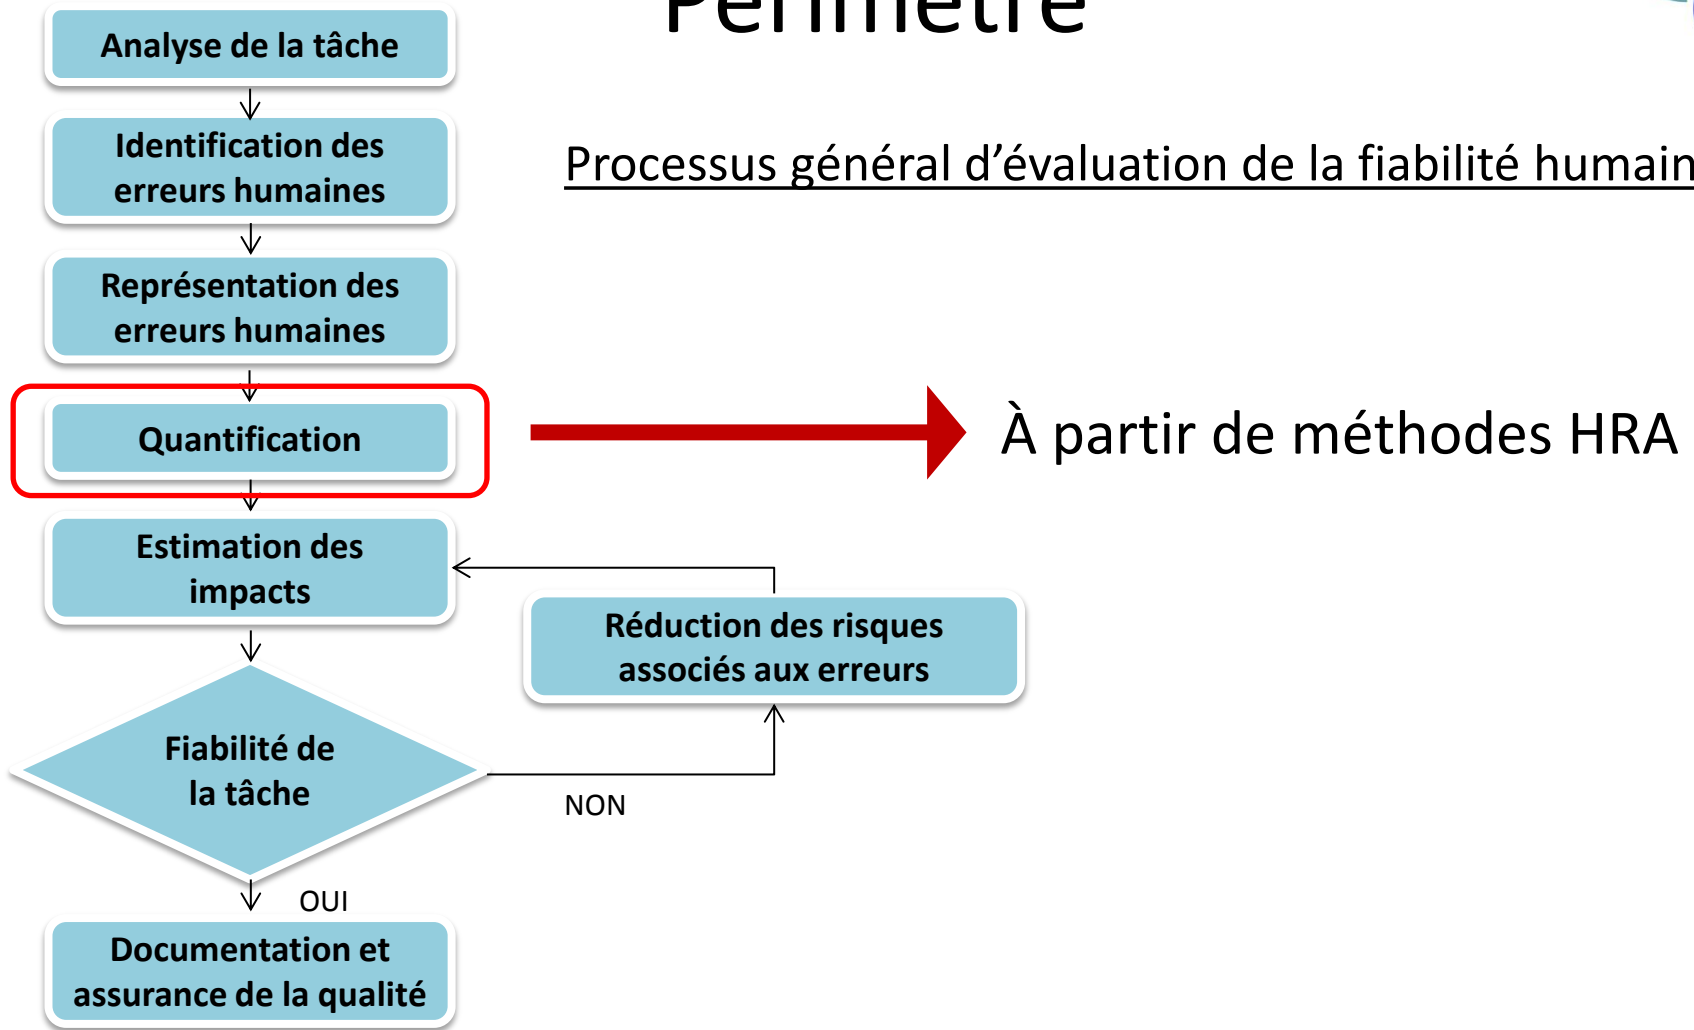 Périmètre
Processus général d’évaluation de la fiabilité humain
Analyse de la tâche
Identification des
erreurs humaines
Représentation des
erreurs humaines
Quantification
À partir de méthodes HRA
Estimation des
impacts
Réduction des risques
associés aux erreurs
Fiabilité de
la tâche
NON
OUI
Documentation et
assurance de la qualité